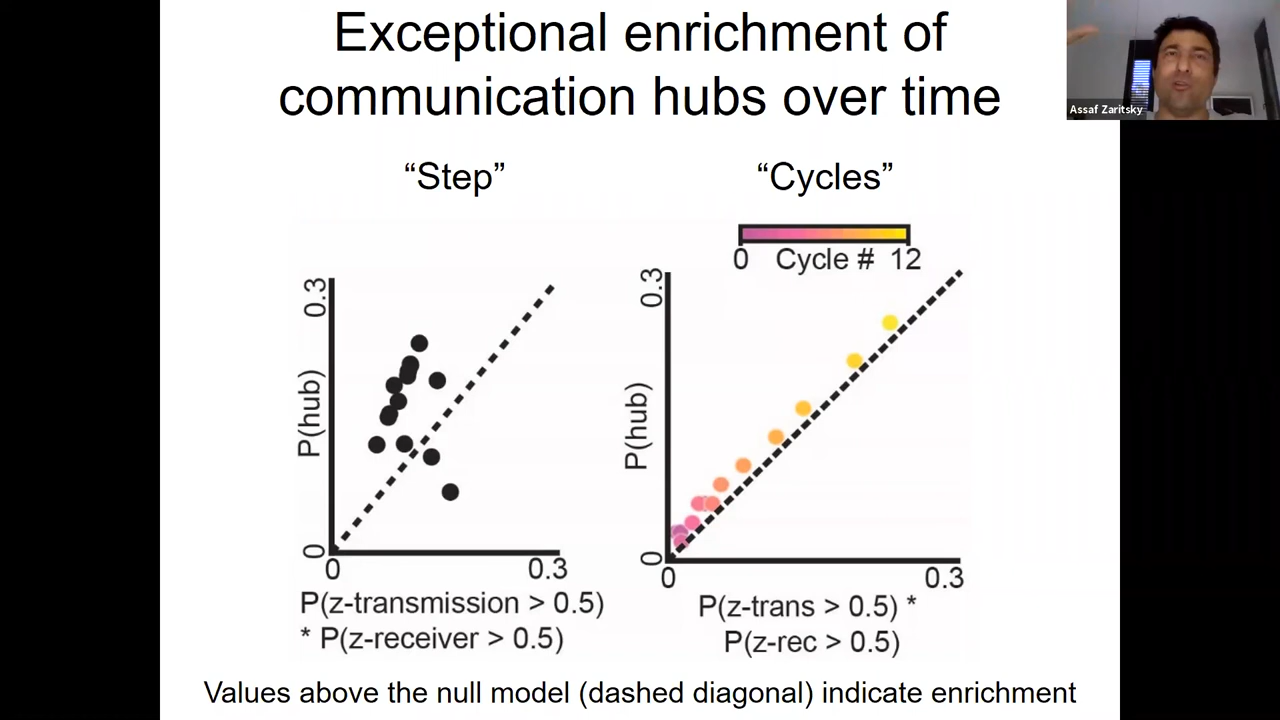 Exceptional enrichment of
communication hubs over time
Assaf Zaritsky
“Step”
“Cycles”
0 Cycle # 12
0.3
P(hub)
0
0 0.3
P(z-transmission > 0.5)
* P(z-receiver > 0.5)
0.3
P(hub)
0
0 0.3
P(z-trans > 0.5) *
P(z-rec > 0.5)
Values above the null model (dashed diagonal) indicate enrichment